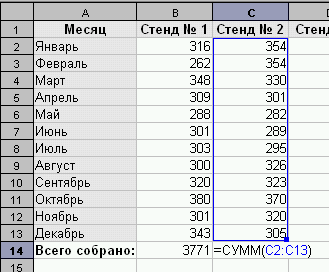 A B C D
1 Месяц Стенд № 1 Стенд № 2 Стенд
2 Январь 316 354
3 Февраль 262 354
4 Март 348 330
5 Апрель 309 301
6 Май 288 282
7 Июнь 301 289
8 Июль 303 295
9 Август 300 326
10 Сентябрь 320 323
11 Октябрь 380 370
12 Ноябрь 301 320
13 Декабрь 343 305
14 Всего собрано: 3771 =СУММ(C2:C13)
15